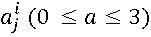 a_j^i (0 ≤ a ≤ 3)